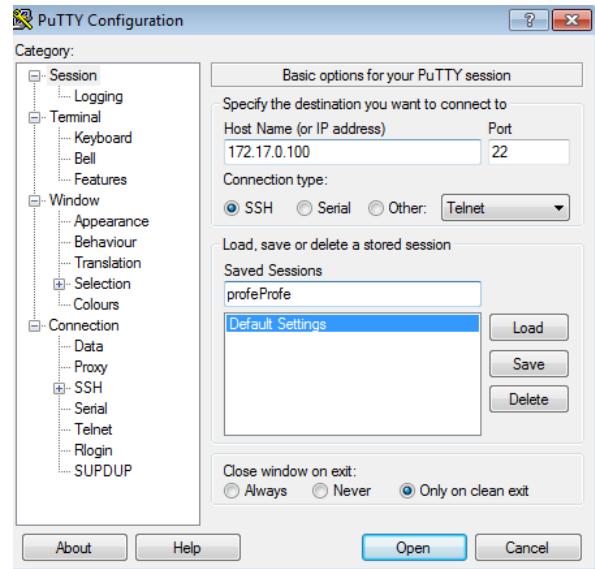 PuTTY Configuration
Category:
Session
Logging
Terminal
Keyboard
Bell
Features
Window
Appearance
Behaviour
Translation
Selection
Colours
Connection
Data
Proxy
SSH
Serial
Telnet
Rlogin
SUPDUP
Basic options for your PuTTY session
Specify the destination you want to connect to
Host Name (or IP address) Port
172.17.0.100 22
Connection type:
SSH Serial Other: Telnet
Load, save or delete a stored session
Saved Sessions
profeProfe
Default Settings
Load
Save
Delete
Close window on exit:
Always Never Only on clean exit
About Help Open Cancel